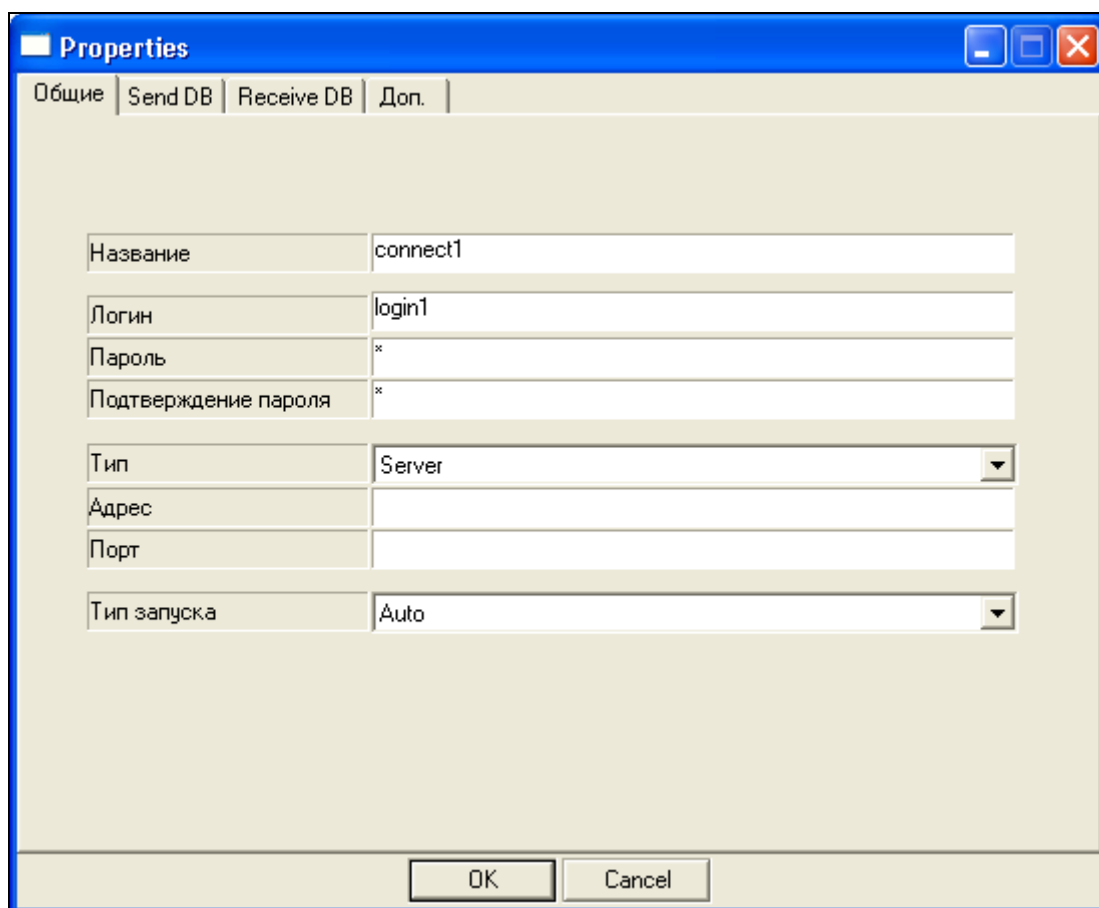 Properties
Общие Send DB Receive DB Доп.
Название connect1
Логин login1
Пароль *
Подтверждение пароля *
Тип Server
Адрес
Порт
Тип запуска Auto
OK Cancel